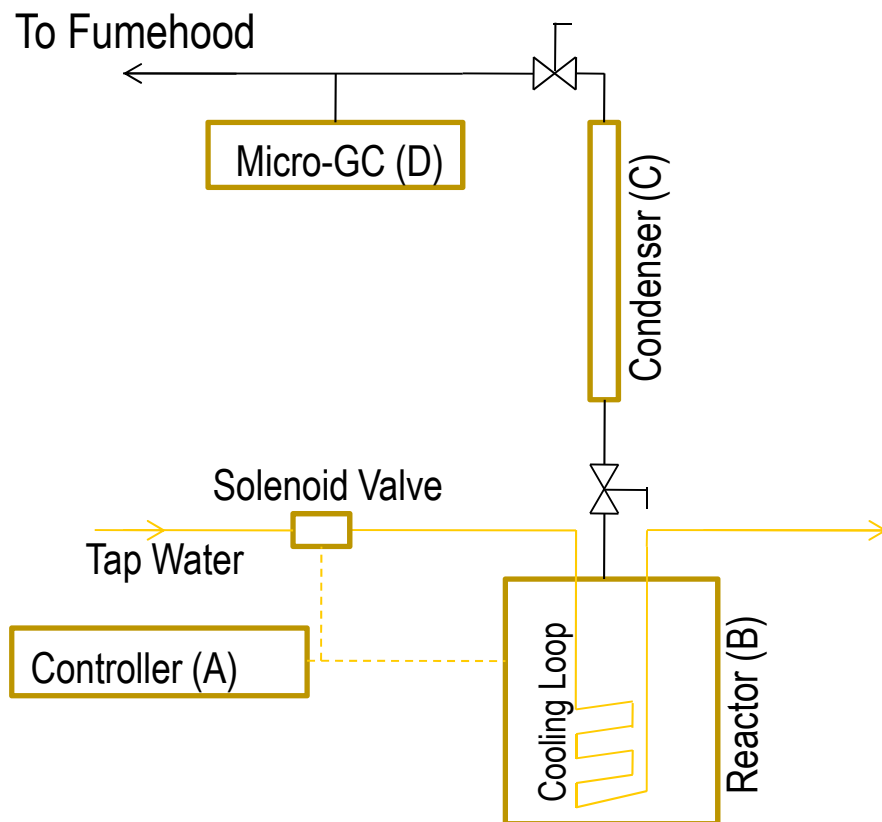 To Fumehood
Micro-GC (D)
Condenser (C)
Solenoid Valve
Tap Water
Controller (A)
Cooling Loop
Reactor (B)